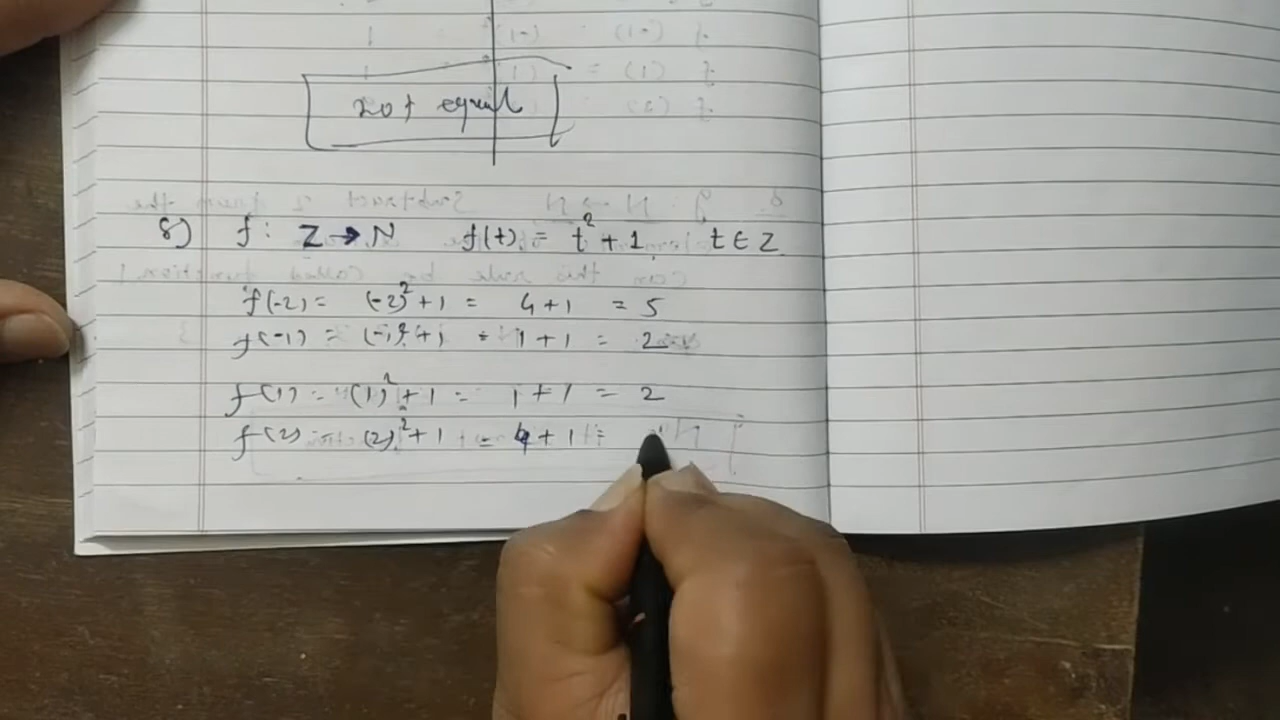 not equal
8) f: Z → N f(t) = t² + 1 t ∈ Z
f(-2) = (-2)² + 1 = 4 + 1 = 5
f(-1) = (-1)² + 1 = 1 + 1 = 2
f(1) = (1)² + 1 = 1 + 1 = 2
f(2) = (2)² + 1 = 4 + 1 =